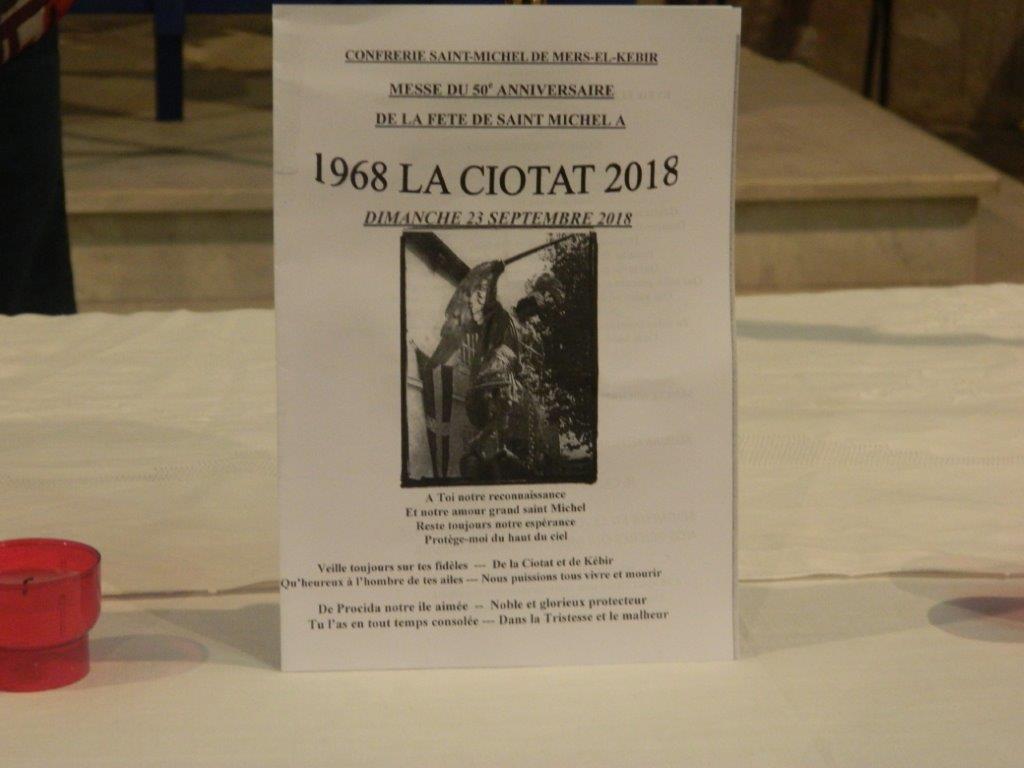 CONFRERIE SAINT-MICHEL DE MERS-EL-KEBIR
MESSE DU 50e ANNIVERSAIRE
DE LA FETE DE SAINT MICHEL A
1968 LA CIOTAT 2018
DIMANCHE 23 SEPTEMBRE 2018
A Toi notre reconnaissance
Et notre amour grand saint Michel
Reste toujours notre espérance
Protège-moi du haut du ciel
Veille toujours sur tes fidèles --- De la Ciotat et de Kébir
Qu'heureux à l'hombre de tes ailes --- Nous puissions tous vivre et mourir
De Procida notre ile aimée -- Noble et glorieux protecteur
Tu l'as en tout temps consolée --- Dans la Tristesse et le malheur